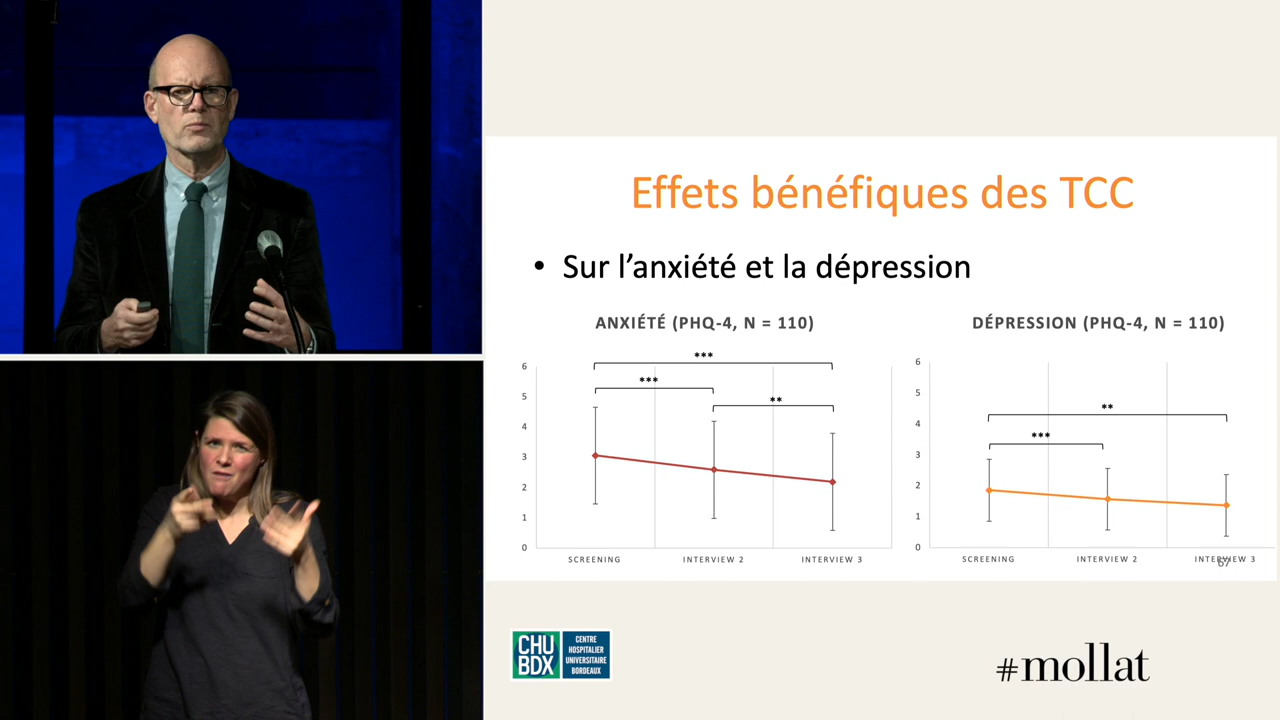 Effets bénéfiques des TCC
• Sur l'anxiété et la dépression
ANXIÉTÉ (PHQ-4, N = 110)
***
***
**
6
5
4
3
2
1
0
SCREENING
INTERVIEW 2
INTERVIEW 3
DÉPRESSION (PHQ-4, N = 110)
**
***
6
5
4
3
2
1
0
SCREENING
INTERVIEW 2
INTERVIEW 3
67
CHU
BDX
CENTRE
HOSPITALIER
UNIVERSITAIRE
BORDEAUX
#mollat